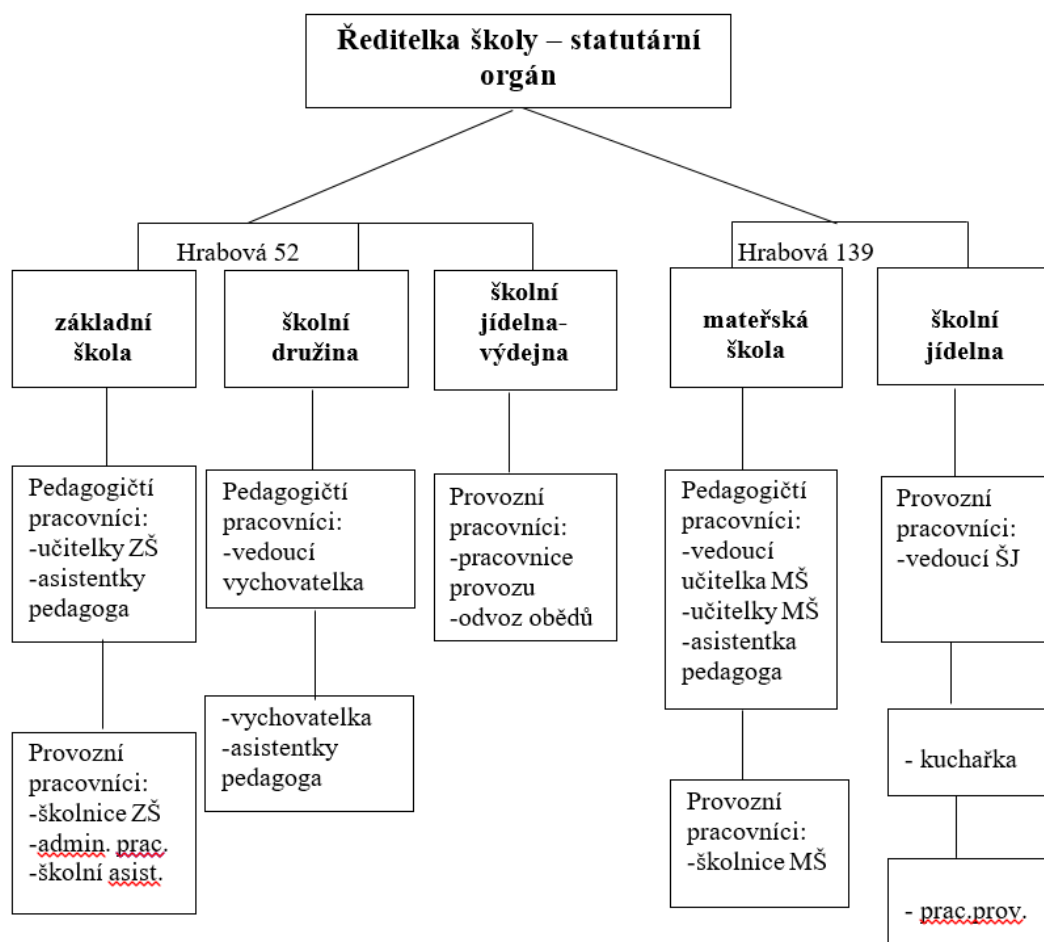 Ředitelka školy – statutární
orgán
Hrabová 52
Hrabová 139
základní
škola
školní
družina
školní
jídelna-
výdejna
mateřská
škola
školní
jídelna
Pedagogičtí
pracovníci:
-učitelky ZŠ
-asistentky
pedagoga
Pedagogičtí
pracovníci:
-vedoucí
vychovatelka
Provozní
pracovníci:
-pracovnice
provozu
-odvoz obědů
Pedagogičtí
pracovníci:
-vedoucí
učitelka MŠ
-učitelky MŠ
-asistentka
pedagoga
Provozní
pracovníci:
-vedoucí ŠJ
Provozní
pracovníci:
-školnice ZŠ
-admin. prac.
-školní asist.
-vychovatelka
-asistentky
pedagoga
Provozní
pracovníci:
-školnice MŠ
- kuchařka
- prac.prov.